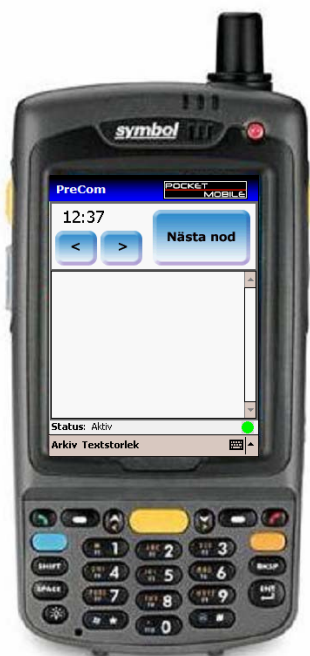 symbol
PreCom
POCKET
MOBILE
12:37
< >
Nästa nod
Status: Aktiv
Arkiv Textstorlek
1 ABC 2 3
4 5 6
SHIFT
BKSP
7 8 9
SPACE
ENT
* 0